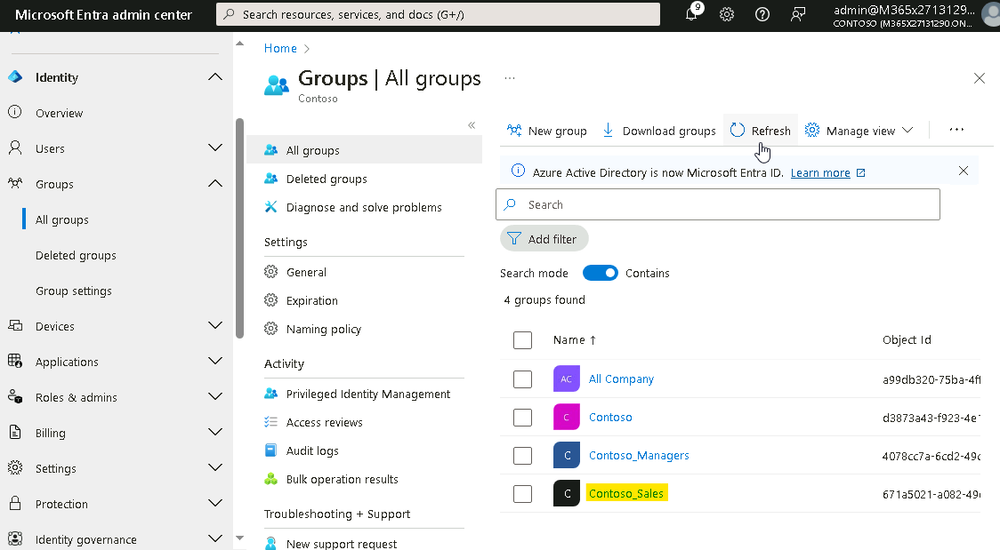 Microsoft Entra admin center
Search resources, services, and docs (G+/)
9
admin@M365x2713129...
CONTOSO (M365X27131290.ON...
Identity
Overview
Users
Groups
All groups
Deleted groups
Group settings
Devices
Applications
Roles & admins
Billing
Settings
Protection
Identity governance
Home
Groups | All groups
...
Contoso
All groups
Deleted groups
Diagnose and solve problems
Settings
General
Expiration
Naming policy
Activity
Privileged Identity Management
Access reviews
Audit logs
Bulk operation results
Troubleshooting + Support
New support request
New group
Download groups
Refresh
Manage view
...
Azure Active Directory is now Microsoft Entra ID. Learn more
Search
Add filter
Search mode
Contains
4 groups found
Name ↑
Object Id
AC All Company a99db320-75ba-4ff
C Contoso d3873a43-f923-4e1
C Contoso_Managers 4078cc7a-6cd2-49c
C Contoso_Sales 671a5021-a082-49